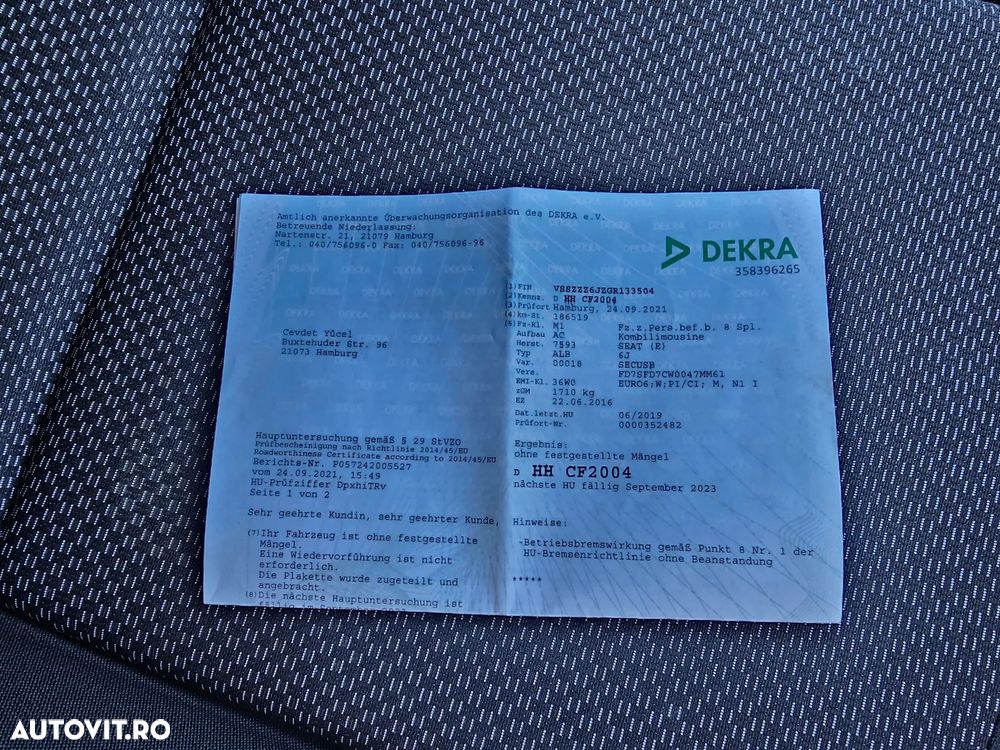 Amtlich anerkannte Überwachungsorganisation des DEKRA e.V.
Betreuende Niederlassung:
Nartenstr. 21, 21079 Hamburg
Tel.: 040/756096-0 Fax: 040/756096-96
DEKRA
358396265
(1) FIN VSSZZZ6JZGR133504
(2) Kennz. D HH CF2004
(3) Prüfort Hamburg, 24.09.2021
(4) km-St. 186519
(5) Fz-Kl. M1 Fz.z.Pers.bef.b. 8 Spl.
Aufbau AC Kombilimousine
Herst. 7593 SEAT (E)
Typ ALB 6J
Var. 00018 SECUSB
Vers. FD7SFD7CW0047MM61
EMI-Kl. 36W0 EURO6;W;PI/CI; M, N1 I
zGM 1710 kg
EZ 22.06.2016
Dat.letzt.HU 06/2019
Prüfort-Nr. 0000352482
Cevdet Yücel
Buxtehuder Str. 96
21073 Hamburg
Hauptuntersuchung gemäß § 29 StVZO
Prüfbescheinigung nach Richtlinie 2014/45/EU
Roadworthiness Certificate according to 2014/45/EU
Berichts-Nr. P057242005527
vom 24.09.2021, 15:49
HU-Prüfziffer DpxhiTRv
Seite 1 von 2
Ergebnis:
ohne festgestellte Mängel
D HH CF2004
nächste HU fällig September 2023
Sehr geehrte Kundin, sehr geehrter Kunde,
(7) Ihr Fahrzeug ist ohne festgestellte
Mängel.
Eine Wiedervorführung ist nicht
erforderlich.
Die Plakette wurde zugeteilt und
angebracht.
(8) Die nächste Hauptuntersuchung ist
Hinweise:
-Betriebsbremswirkung gemäß Punkt 8 Nr. 1 der
HU-Bremsenrichtlinie ohne Beanstandung
*****
AUTOVIT.RO